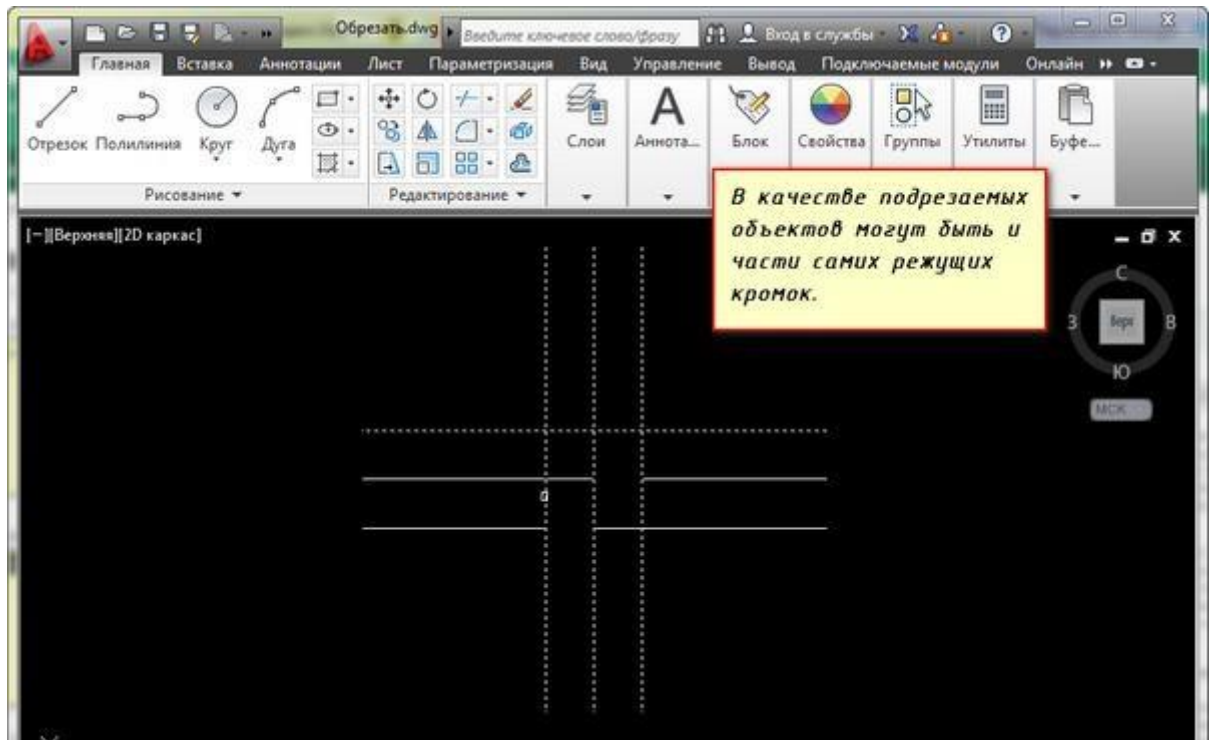 Обрезать.dwg Введите ключевое слово/фразу Вход в службы
Главная Вставка Аннотации Лист Параметризация Вид Управление Вывод Подключаемые модули Онлайн
Отрезок Полилиния Круг Дуга Слои Аннота... Блок Свойства Группы Утилиты Буфе...
Рисование Редактирование
В качестве подрезаемых
объектов могут быть и
части самих режущих
кромок.
[−][Верхняя][2D каркас]
С
З Верх В
Ю
МСК